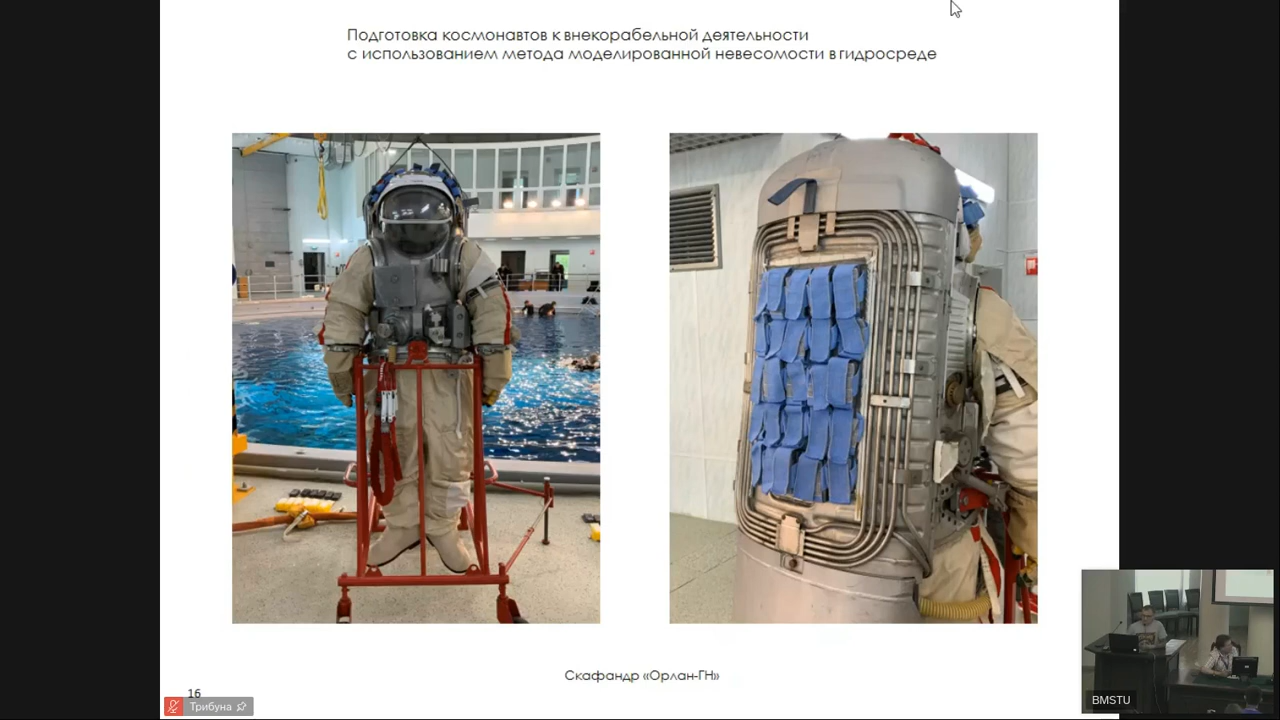 Подготовка космонавтов к внекорабельной деятельности
с использованием метода моделированной невесомости в гидросреде
Скафандр «Орлан-ГН»
16
Трибуна
BMSTU